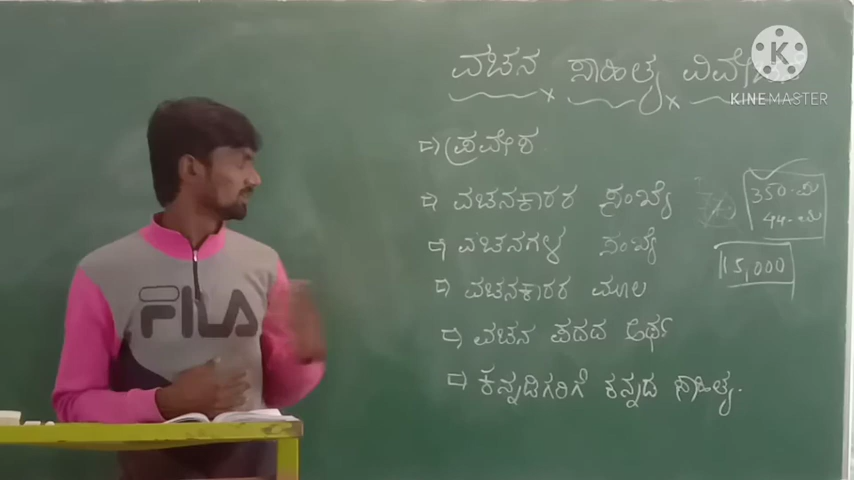 ವಚನ ಸಾಹಿತ್ಯ
KINEMASTER
⇒ ಪ್ರವೇಶ
⇒ ವಚನಕಾರರ ಸಂಖ್ಯೆ
350-ಪು
44-ಮ
⇒ ವಚನಗಳ ಸಂಖ್ಯೆ
15,000
⇒ ವಚನಕಾರರ ಮೂಲ
⇒ ವಚನ ಪದದ ಅರ್ಥ
⇒ ಕನ್ನಡಿಗರಿಗೆ ಕನ್ನಡ ಸಾಹಿತ್ಯ.
FILA